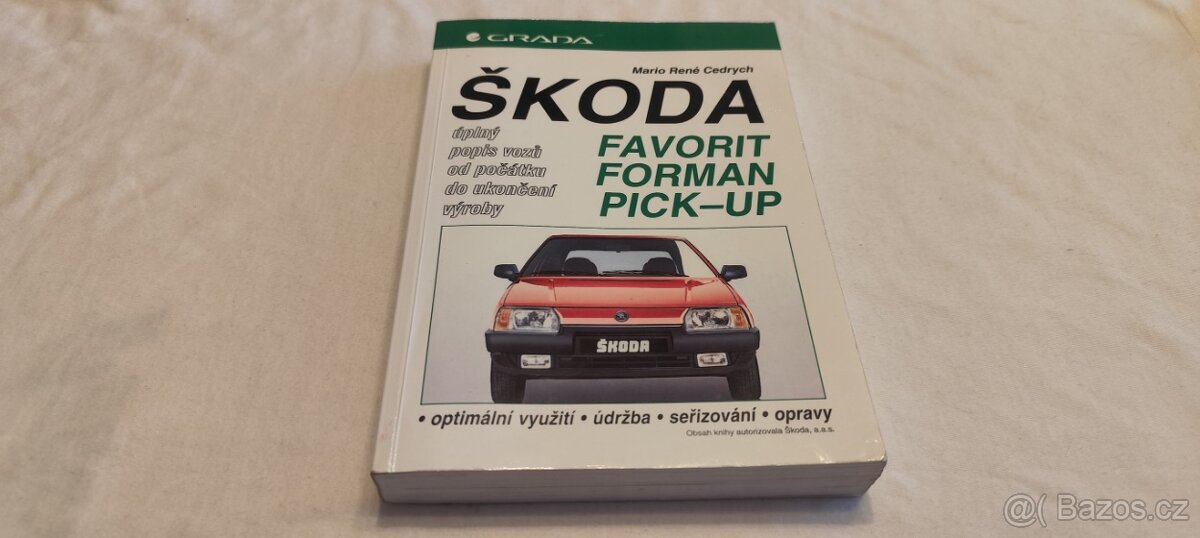 GRADA
Mario René Cedrych
ŠKODA
úplný
popis vozů
od počátku
do ukončení
výroby
FAVORIT
FORMAN
PICK–UP
ŠKODA
• optimální využití • údržba • seřizování • opravy
Obsah knihy autorizovala Škoda, a.a.s.
@( Bazos.cz